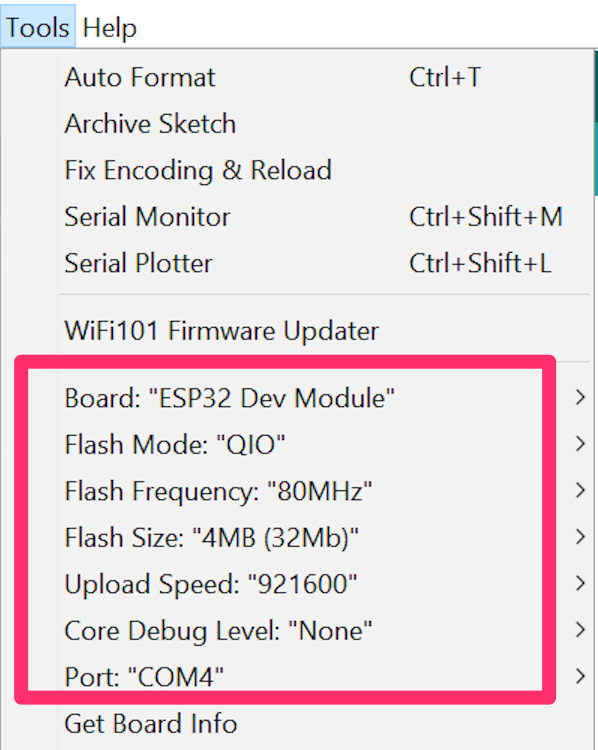 Tools Help
Auto Format Ctrl+T
Archive Sketch
Fix Encoding & Reload
Serial Monitor Ctrl+Shift+M
Serial Plotter Ctrl+Shift+L
WiFi101 Firmware Updater
Board: "ESP32 Dev Module"
Flash Mode: "QIO"
Flash Frequency: "80MHz"
Flash Size: "4MB (32Mb)"
Upload Speed: "921600"
Core Debug Level: "None"
Port: "COM4"
Get Board Info